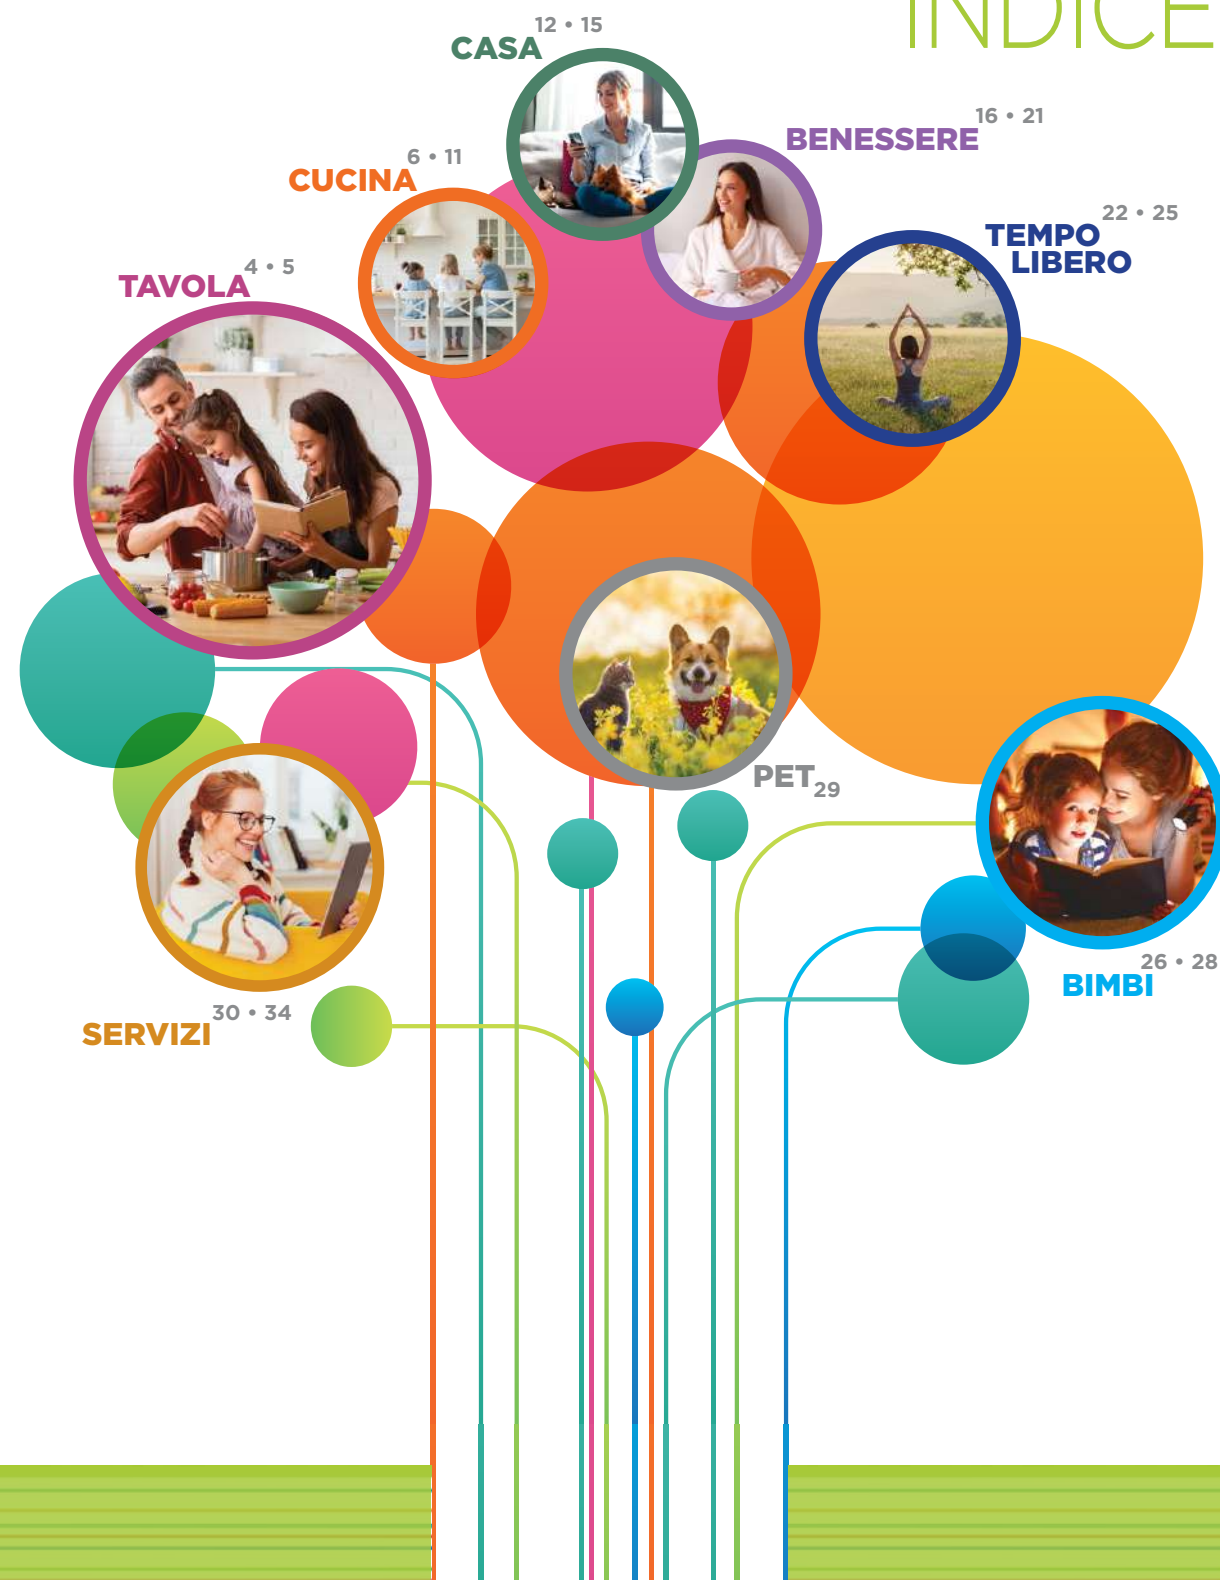 INDICE
12 • 15
CASA
16 • 21
BENESSERE
6 • 11
CUCINA
22 • 25
TEMPO
LIBERO
4 • 5
TAVOLA
PET29
26 • 28
BIMBI
30 • 34
SERVIZI